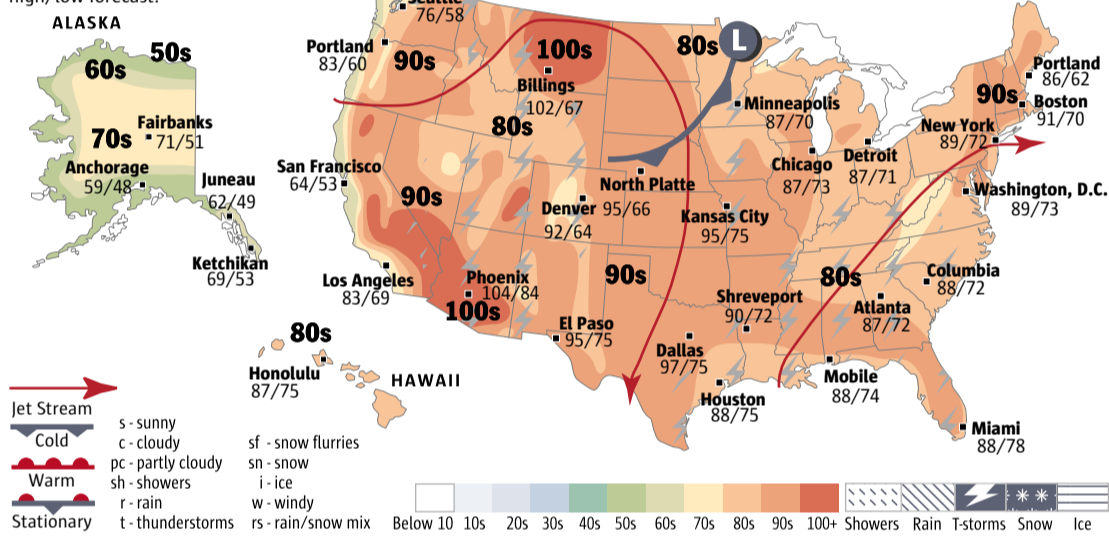 high/low forecast.
ALASKA
50s
60s
70s
Fairbanks
71/51
Anchorage
59/48
Juneau
62/49
Ketchikan
69/53
Seattle
76/58
Portland
83/60
90s
100s
Billings
102/67
80s
L
80s
Minneapolis
87/70
Portland
86/62
90s
Boston
91/70
New York
89/72
Chicago
87/73
Detroit
87/71
Washington, D.C.
89/73
San Francisco
64/53
90s
North Platte
95/66
Denver
92/64
Kansas City
95/75
Los Angeles
83/69
Phoenix
104/84
100s
90s
80s
Columbia
88/72
Shreveport
90/72
Atlanta
87/72
El Paso
95/75
Dallas
97/75
Houston
88/75
Mobile
88/74
Miami
88/78
80s
Honolulu
87/75
HAWAII
Jet Stream
Cold
Warm
Stationary
s - sunny
c - cloudy
pc - partly cloudy
sh - showers
r - rain
t - thunderstorms
sf - snow flurries
sn - snow
i - ice
w - windy
rs - rain/snow mix
Below 10 10s 20s 30s 40s 50s 60s 70s 80s 90s 100+
Showers Rain T-storms Snow Ice